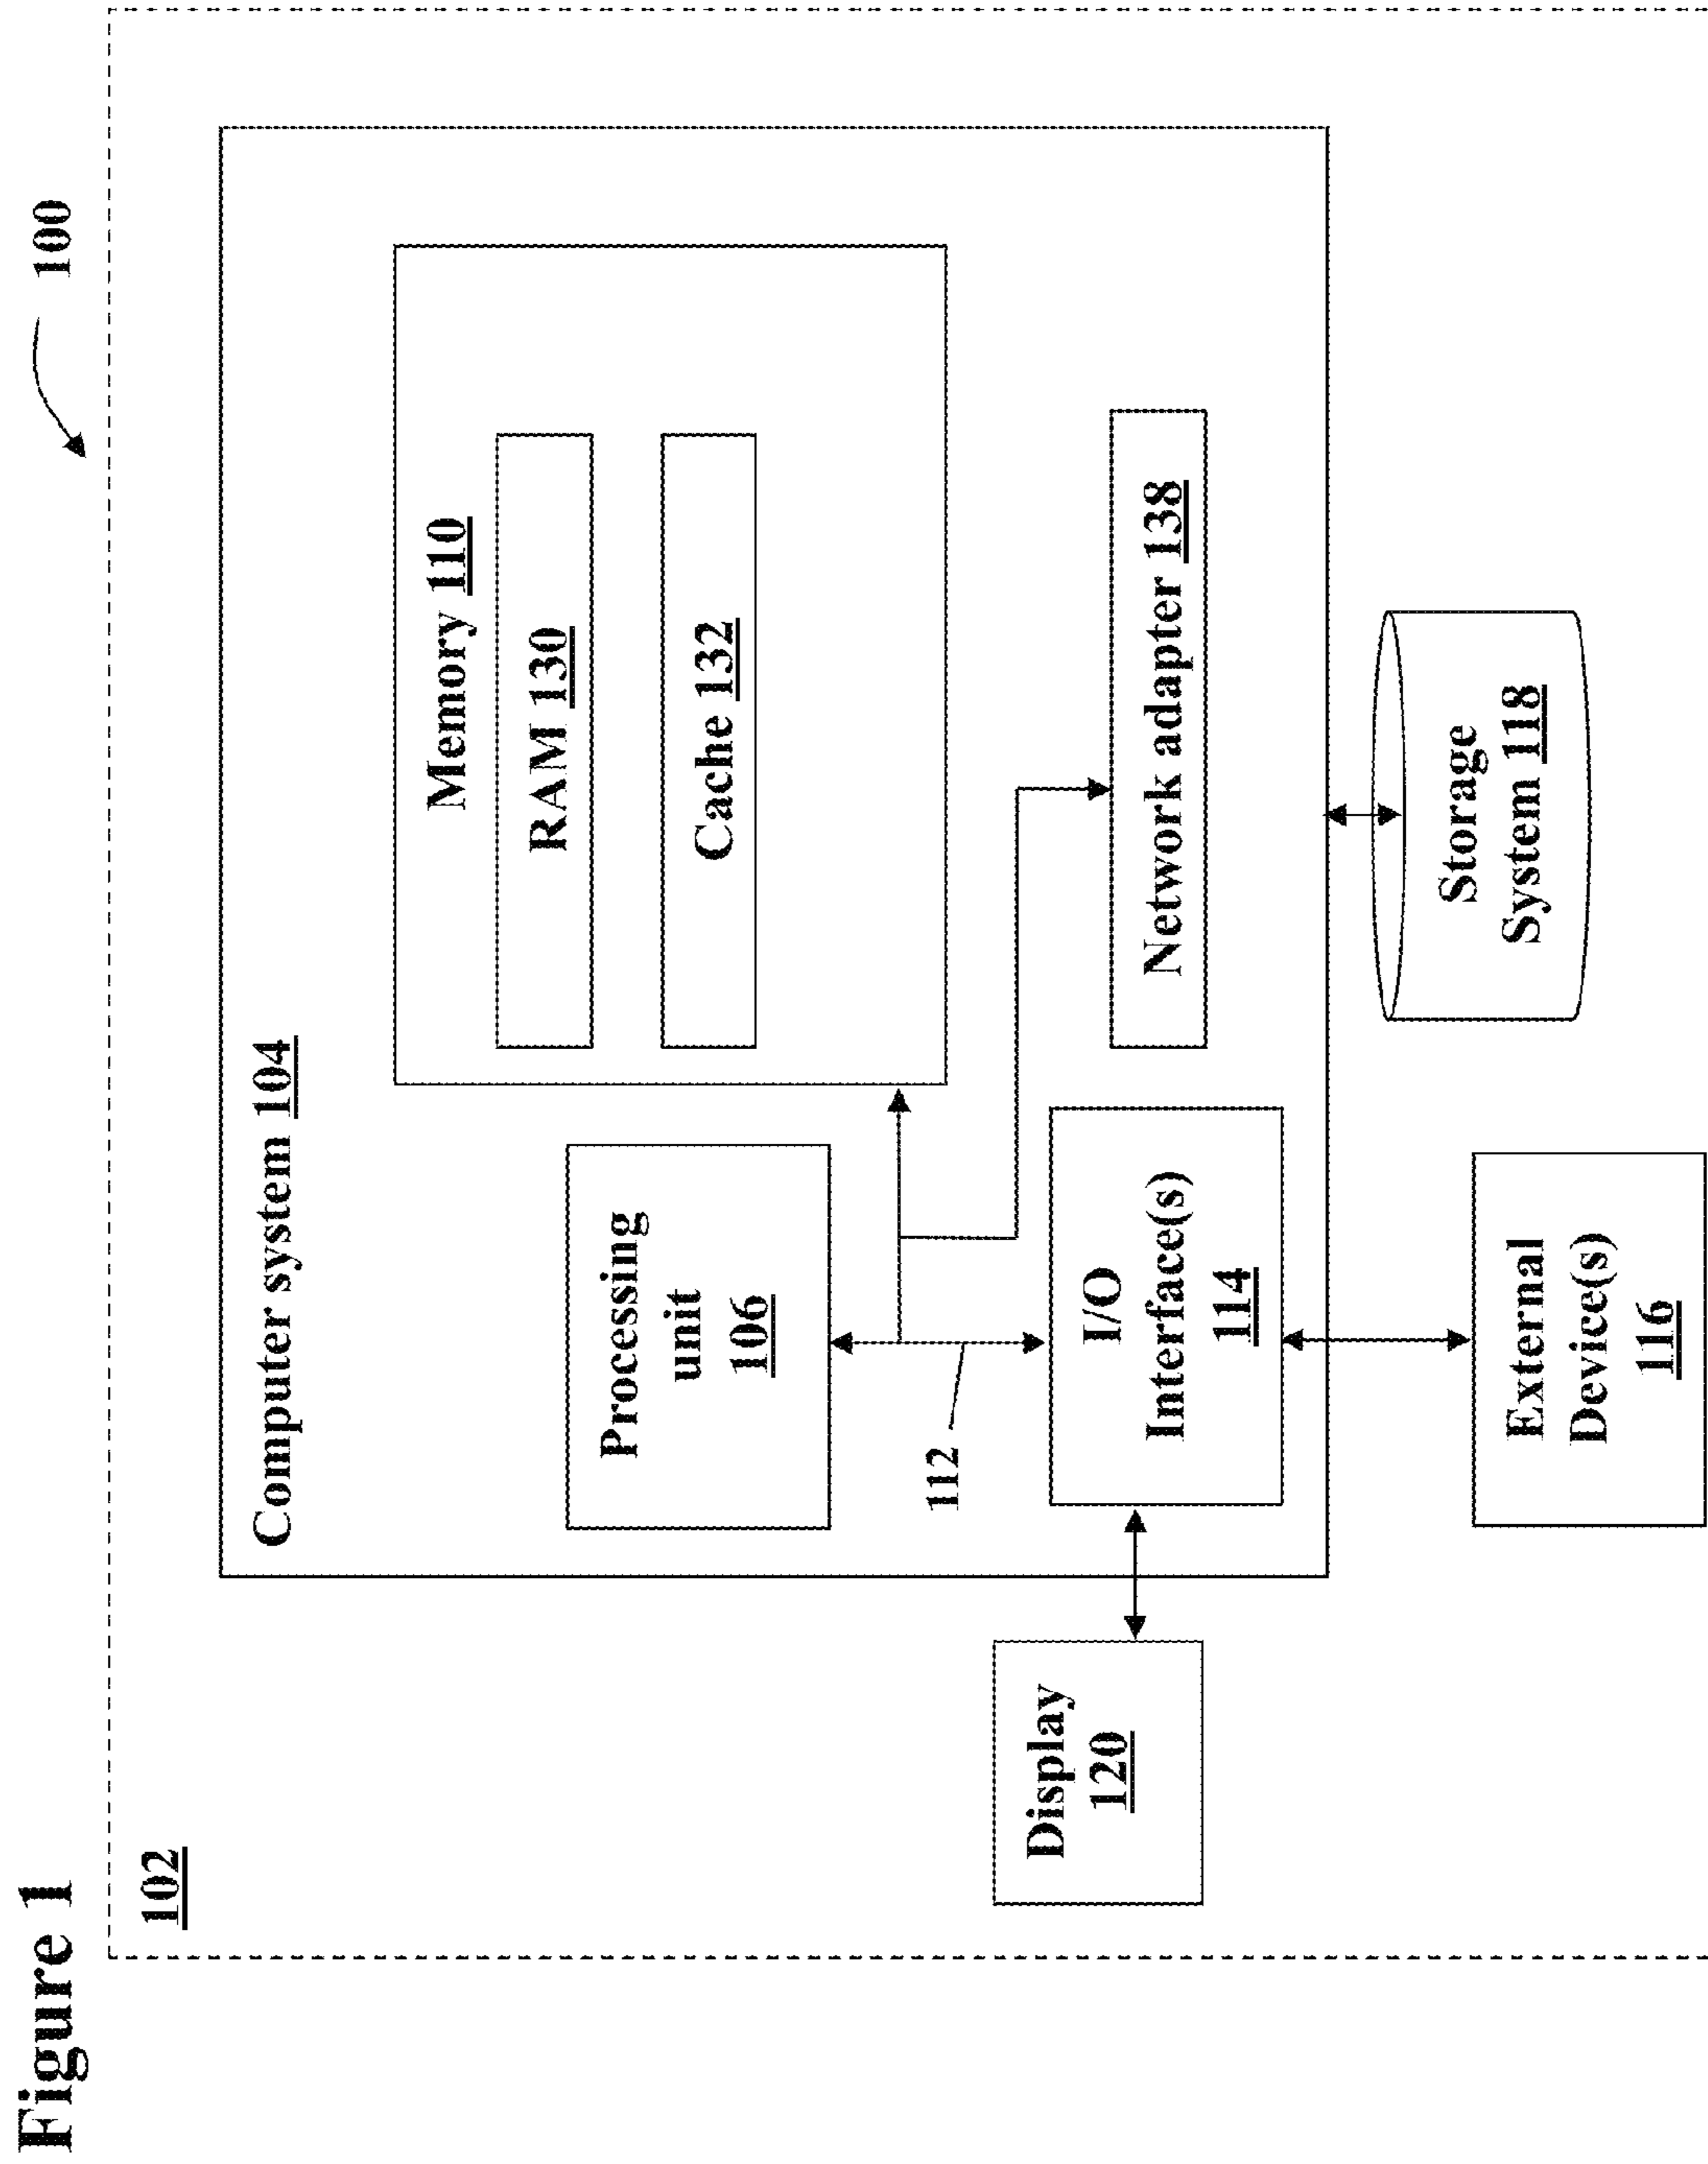 Figure 1
100
102
Computer system 104
Memory 110
RAM 130
Cache 132
Processing
unit
106
112
I/O
Interface(s)
114
Network adapter 138
Display
120
Storage
System 118
External
Device(s)
116